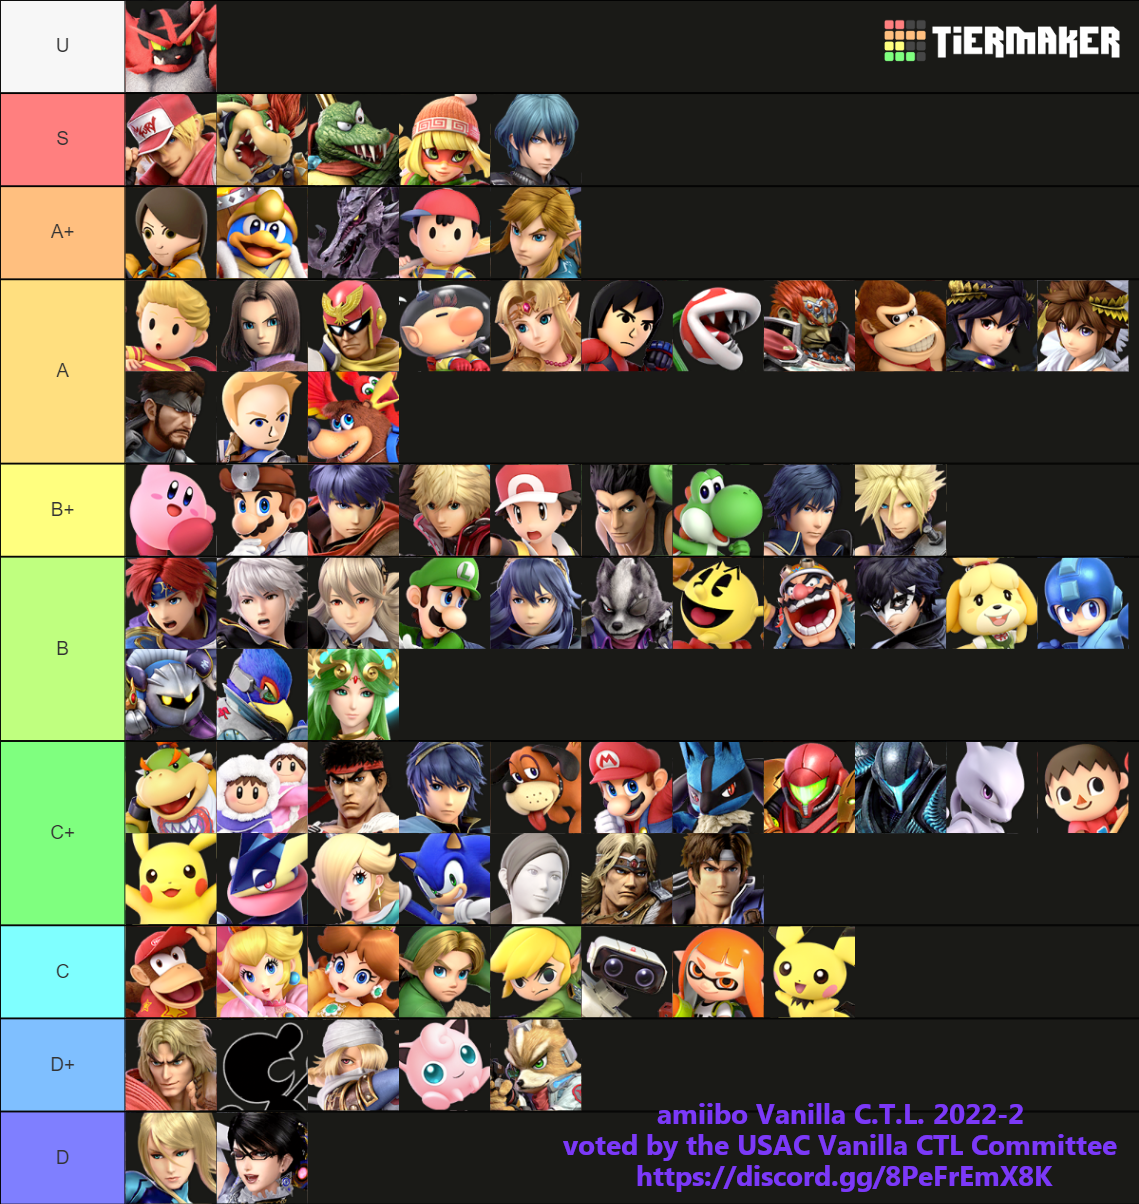 U
TiERMAKER
S
A+
A
B+
B
C+
C
D+
D
amiibo Vanilla C.T.L. 2022-2
voted by the USAC Vanilla CTL Committee
https://discord.gg/8PeFrEmX8K